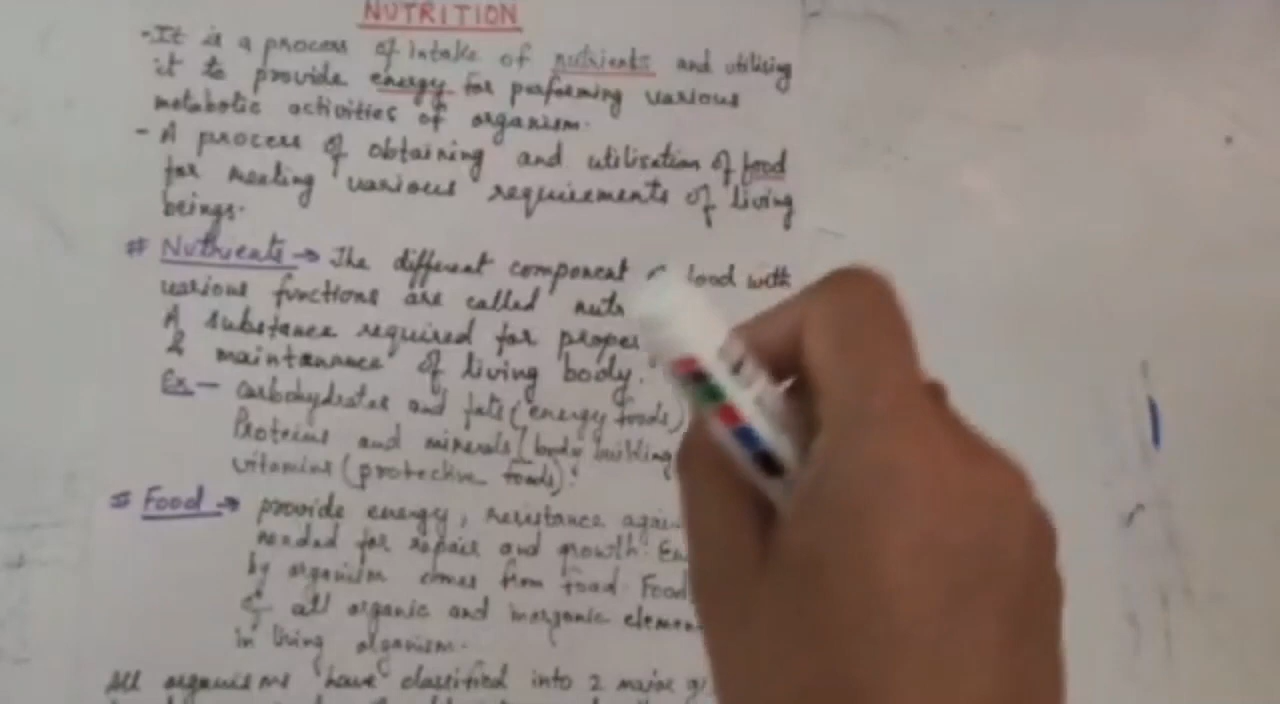 NUTRITION
- It is a process of intake of nutrients and utilising
it to provide energy for performing various
metabolic activities of organism.
- A process of obtaining and utilisation of food
for meeting various requirements of living
beings.
# Nutrients → The different component food with
various functions are called nutr
A substance required for proper
& maintannace of living body.
Ex - carbohydrates and fats (energy foods)
Proteins and minerals (body building
vitamins (protective foods).
# Food → provide energy, resistance agai
needed for repair and growth. En
by organism comes from food. Food
all organic and inorganic elemen
in living organism.
All organisms have classified into 2 major g